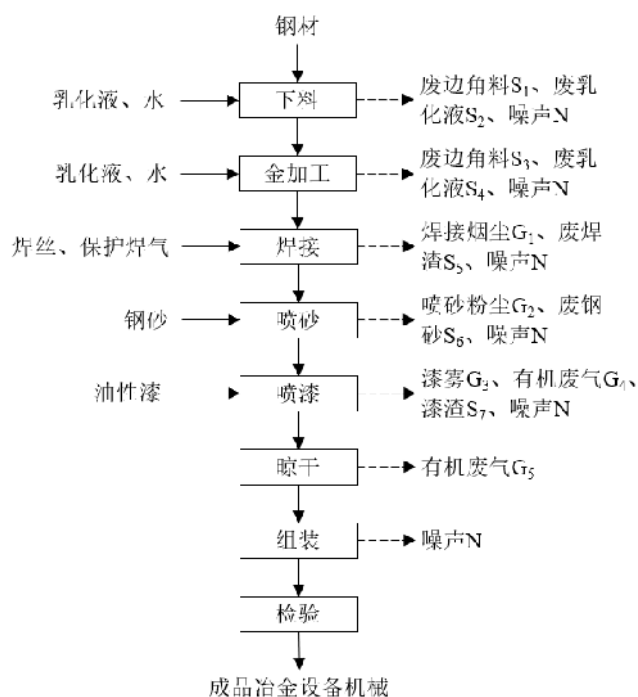 钢材
乳化液、水
下料
废边角料S₁、废乳
化液S₂、噪声N
乳化液、水
金加工
废边角料S₃、废乳
化液S₄、噪声N
焊丝、保护焊气
焊接
焊接烟尘G₁、废焊
渣S₅、噪声N
钢砂
喷砂
喷砂粉尘G₂、废钢
砂S₆、噪声N
油性漆
喷漆
漆雾G₃、有机废气G₄、
漆渣S₇、噪声N
晾干
有机废气G₅
组装
噪声N
检验
成品冶金设备机械